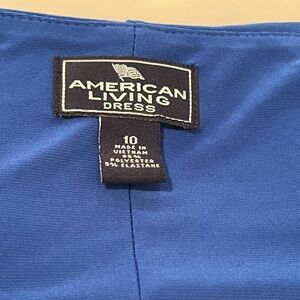 AMERICAN
LIVING
DRESS
10
MADE IN
VIETNAM
95%
POLYESTER
5% ELASTANE